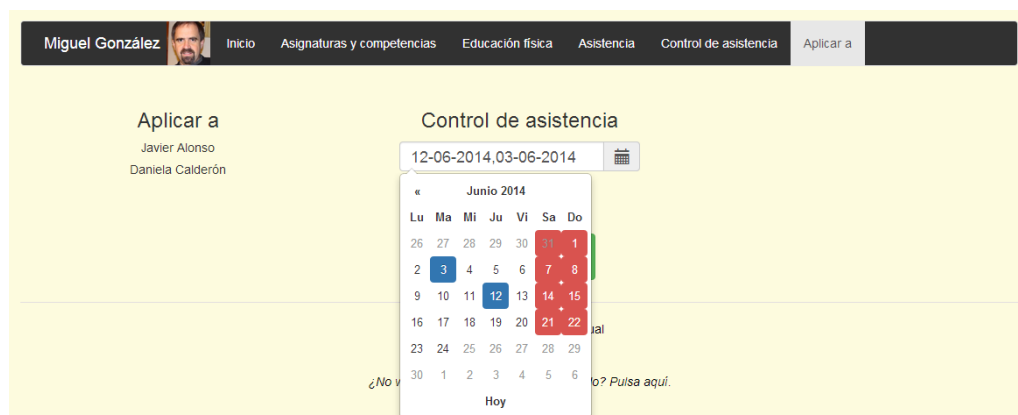 Miguel González Inicio Asignaturas y competencias Educación física Asistencia Control de asistencia Aplicar a
Aplicar a
Javier Alonso
Daniela Calderón
Control de asistencia
12-06-2014,03-06-2014
« Junio 2014
Lu Ma Mi Ju Vi Sa Do
26 27 28 29 30 31 1
2 3 4 5 6 7 8
9 10 11 12 13 14 15
16 17 18 19 20 21 22
23 24 25 26 27 28 29
30 1 2 3 4 5 6
Hoy
ual
¿No
o? Pulsa aquí.